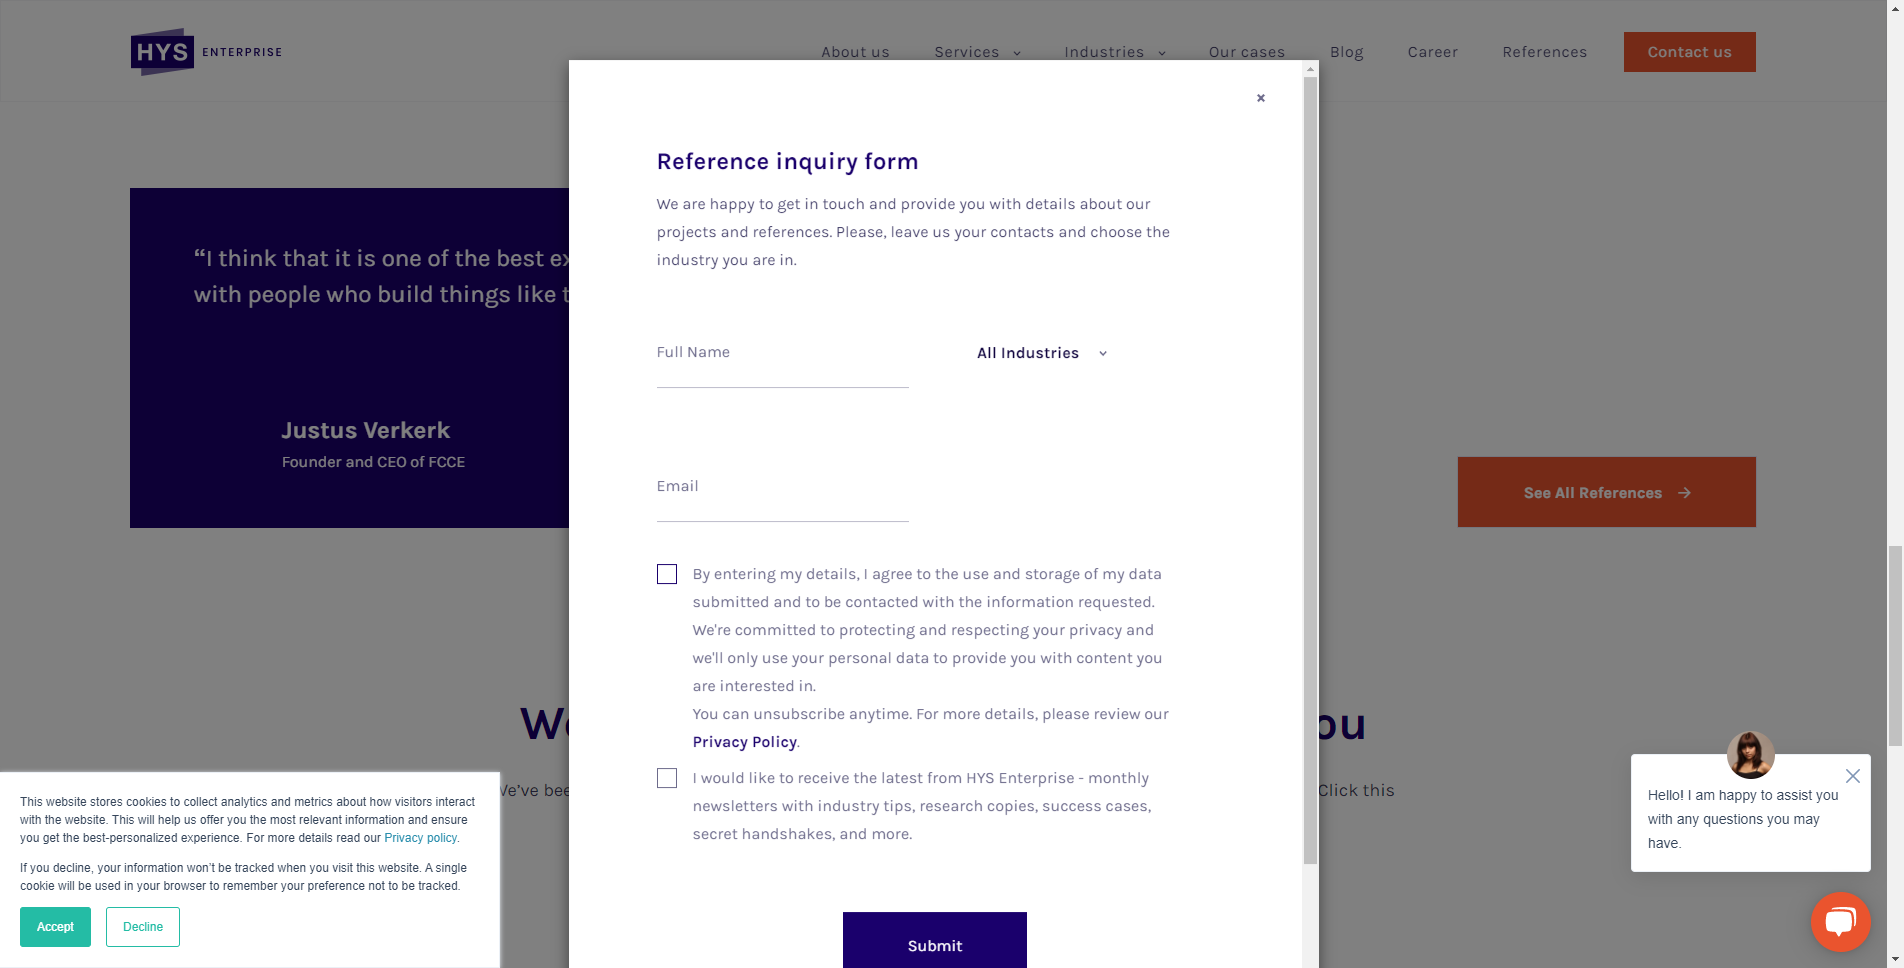 HYS ENTERPRISE
About us
Services
Industries
Our cases
Blog
Career
References
Contact us
×
Reference inquiry form
We are happy to get in touch and provide you with details about our
projects and references. Please, leave us your contacts and choose the
industry you are in.
“I think that it is one of the best ex
with people who build things like t
Justus Verkerk
Founder and CEO of FCCE
Full Name
All Industries
Email
See All References →
By entering my details, I agree to the use and storage of my data
submitted and to be contacted with the information requested.
We're committed to protecting and respecting your privacy and
we'll only use your personal data to provide you with content you
are interested in.
You can unsubscribe anytime. For more details, please review our
Privacy Policy.
I would like to receive the latest from HYS Enterprise - monthly
newsletters with industry tips, research copies, success cases,
secret handshakes, and more.
Submit
We
ou
We’ve bee
Click this
This website stores cookies to collect analytics and metrics about how visitors interact
with the website. This will help us offer you the most relevant information and ensure
you get the best-personalized experience. For more details read our Privacy policy.
If you decline, your information won’t be tracked when you visit this website. A single
cookie will be used in your browser to remember your preference not to be tracked.
Accept
Decline
Hello! I am happy to assist you
with any questions you may
have.